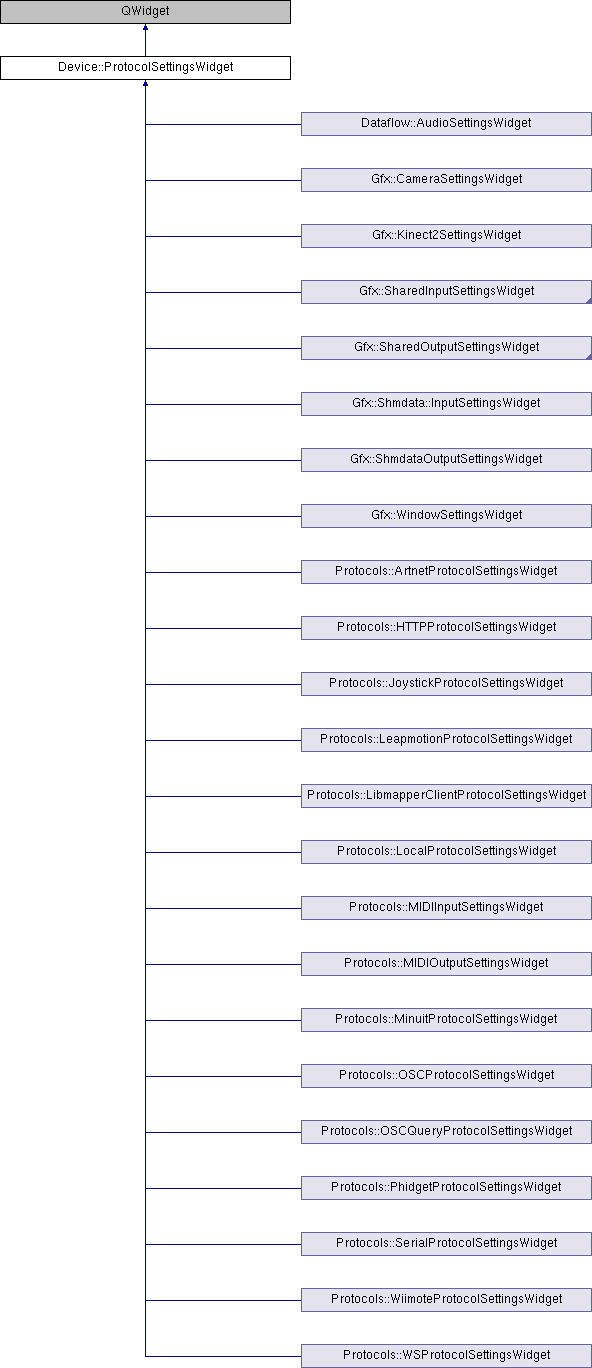 QWidget
Device::ProtocolSettingsWidget
Dataflow::AudioSettingsWidget
Gfx::CameraSettingsWidget
Gfx::Kinect2SettingsWidget
Gfx::SharedInputSettingsWidget
Gfx::SharedOutputSettingsWidget
Gfx::Shmdata::InputSettingsWidget
Gfx::ShmdataOutputSettingsWidget
Gfx::WindowSettingsWidget
Protocols::ArtnetProtocolSettingsWidget
Protocols::HTTPProtocolSettingsWidget
Protocols::JoystickProtocolSettingsWidget
Protocols::LeapmotionProtocolSettingsWidget
Protocols::LibmapperClientProtocolSettingsWidget
Protocols::LocalProtocolSettingsWidget
Protocols::MIDIInputSettingsWidget
Protocols::MIDIOutputSettingsWidget
Protocols::MinuitProtocolSettingsWidget
Protocols::OSCProtocolSettingsWidget
Protocols::OSCQueryProtocolSettingsWidget
Protocols::PhidgetProtocolSettingsWidget
Protocols::SerialProtocolSettingsWidget
Protocols::WiimoteProtocolSettingsWidget
Protocols::WSProtocolSettingsWidget